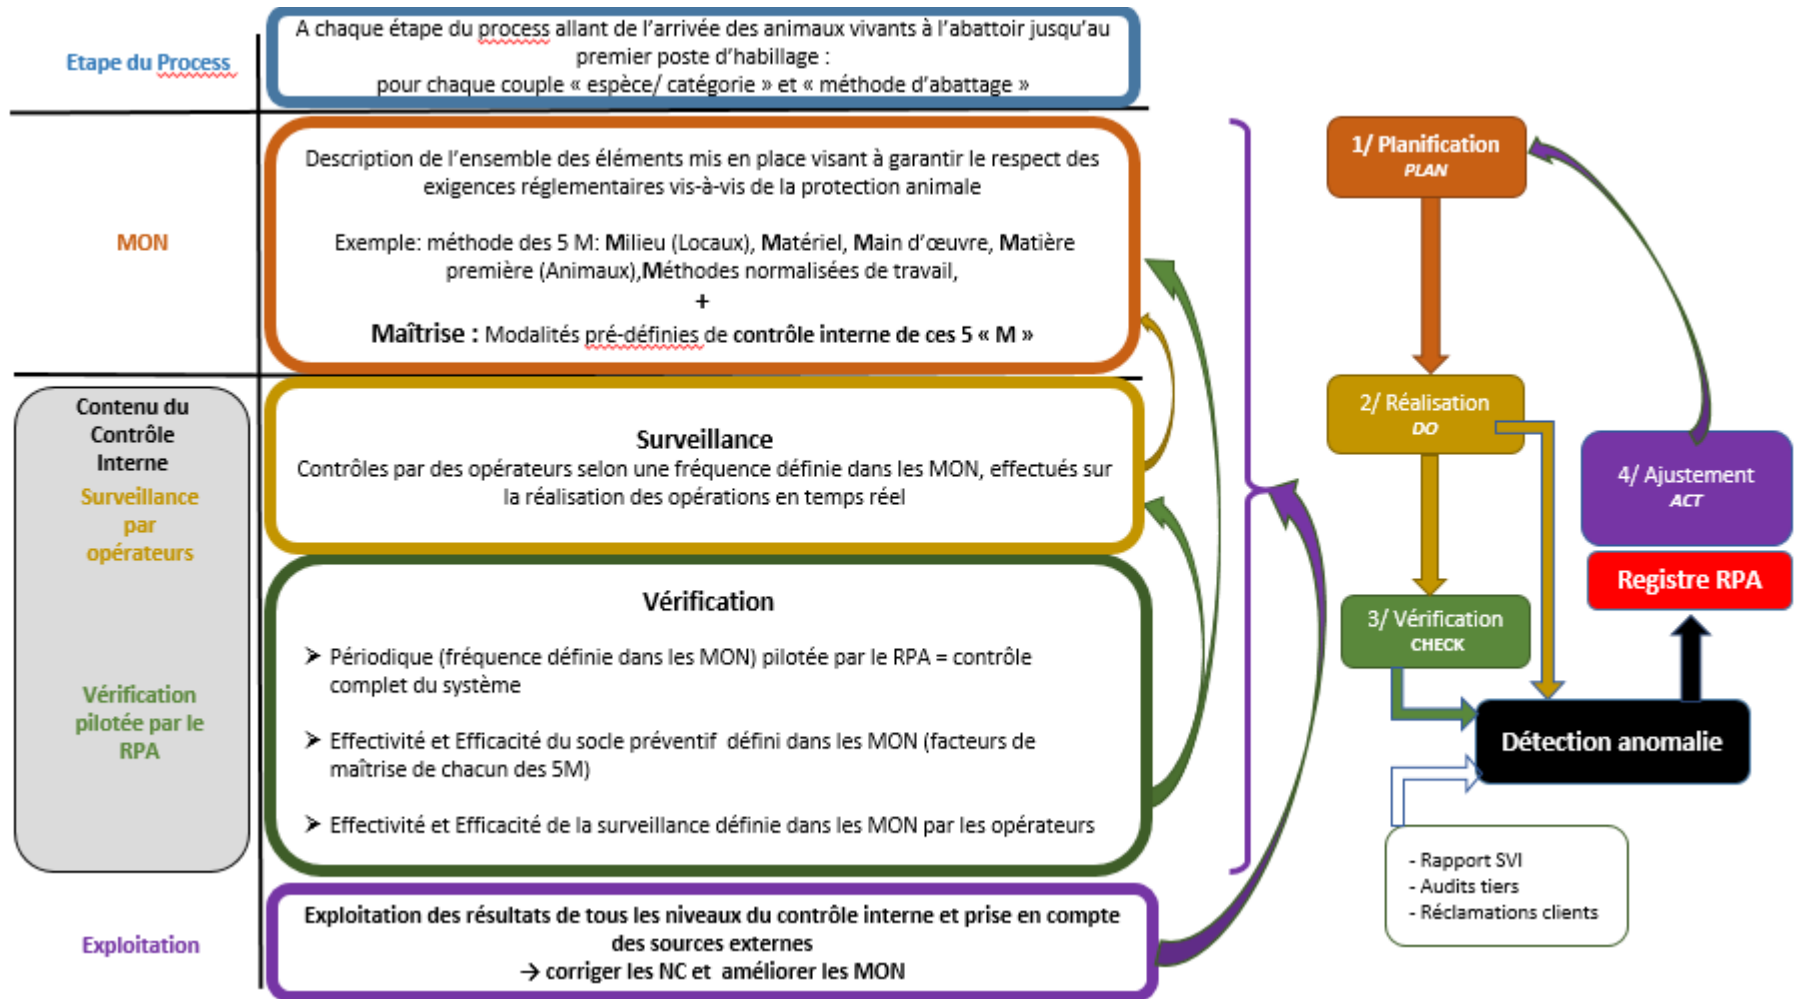 Etape du Process
A chaque étape du process allant de l'arrivée des animaux vivants à l'abattoir jusqu'au
premier poste d'habillage :
pour chaque couple « espèce/ catégorie » et « méthode d'abattage »
MON
Description de l'ensemble des éléments mis en place visant à garantir le respect des
exigences réglementaires vis-à-vis de la protection animale
Exemple: méthode des 5 M: Milieu (Locaux), Matériel, Main d'œuvre, Matière
première (Animaux),Méthodes normalisées de travail,
+
Maîtrise : Modalités pré-définies de contrôle interne de ces 5 « M »
Contenu du
Contrôle
Interne
Surveillance
par
opérateurs
Vérification
pilotée par le
RPA
Surveillance
Contrôles par des opérateurs selon une fréquence définie dans les MON, effectués sur
la réalisation des opérations en temps réel
Vérification
➢ Périodique (fréquence définie dans les MON) pilotée par le RPA = contrôle
complet du système
➢ Effectivité et Efficacité du socle préventif défini dans les MON (facteurs de
maîtrise de chacun des 5M)
➢ Effectivité et Efficacité de la surveillance définie dans les MON par les opérateurs
Exploitation
Exploitation des résultats de tous les niveaux du contrôle interne et prise en compte
des sources externes
→ corriger les NC et améliorer les MON
1/ Planification
PLAN
2/ Réalisation
DO
3/ Vérification
CHECK
4/ Ajustement
ACT
Registre RPA
Détection anomalie
- Rapport SVI
- Audits tiers
- Réclamations clients